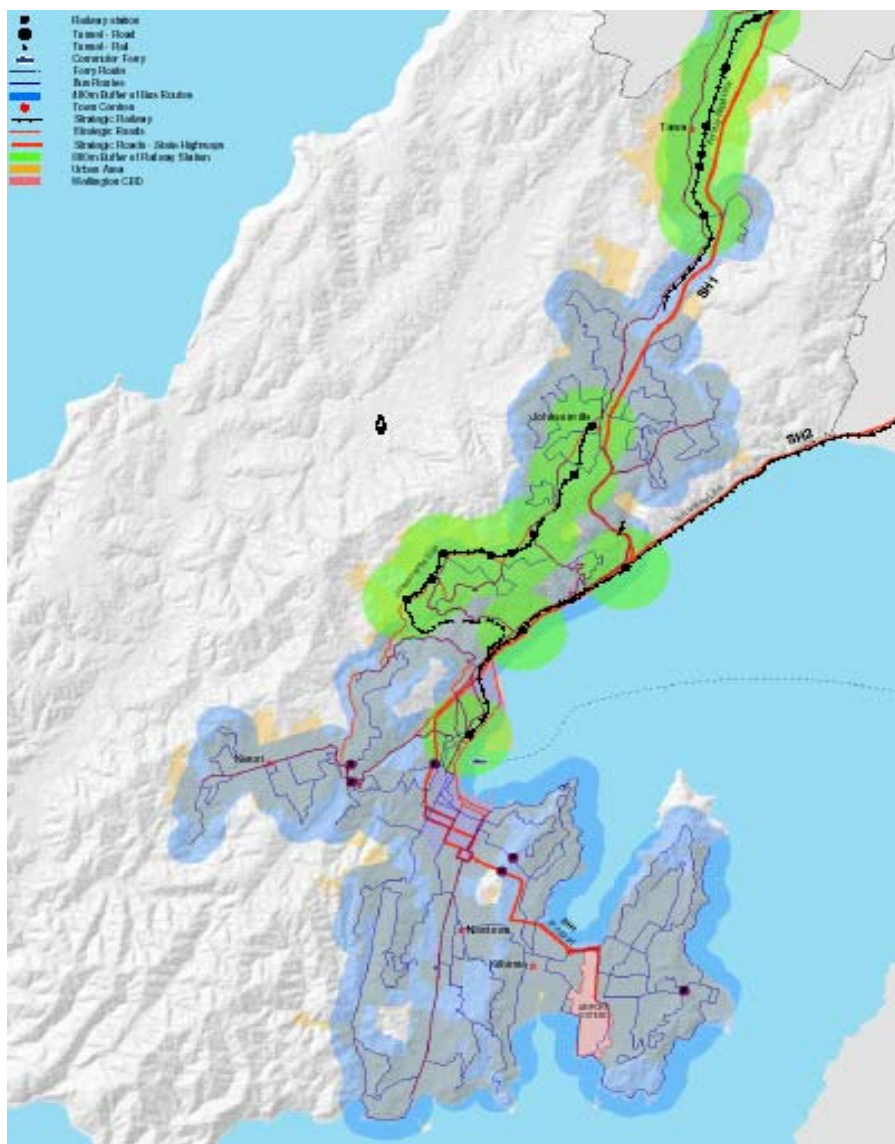 Railway station
Tunnel - Road
Tunnel - Rail
Commuter Ferry
Ferry Route
Bus Routes
400m Buffer of Bus Routes
Town Centres
Strategic Railway
Strategic Roads
Strategic Roads - State Highways
800m Buffer of Railway Station
Urban Area
Wellington CBD
Tawa
SH1
Johnsonville
SH2
Karori
Newtown
Kilbirnie
AIRPORT